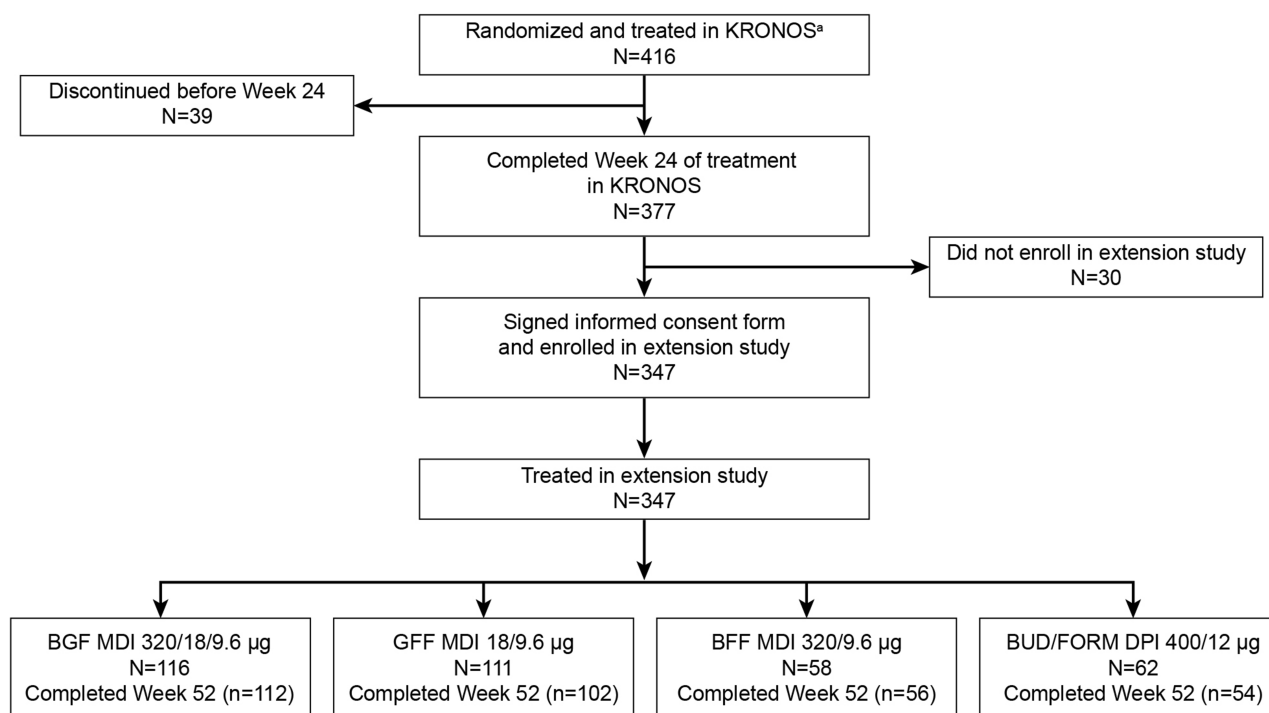 Randomized and treated in KRONOSᵃ
N=416
Discontinued before Week 24
N=39
Completed Week 24 of treatment
in KRONOS
N=377
Did not enroll in extension study
N=30
Signed informed consent form
and enrolled in extension study
N=347
Treated in extension study
N=347
BGF MDI 320/18/9.6 µg
N=116
Completed Week 52 (n=112)
GFF MDI 18/9.6 µg
N=111
Completed Week 52 (n=102)
BFF MDI 320/9.6 µg
N=58
Completed Week 52 (n=56)
BUD/FORM DPI 400/12 µg
N=62
Completed Week 52 (n=54)